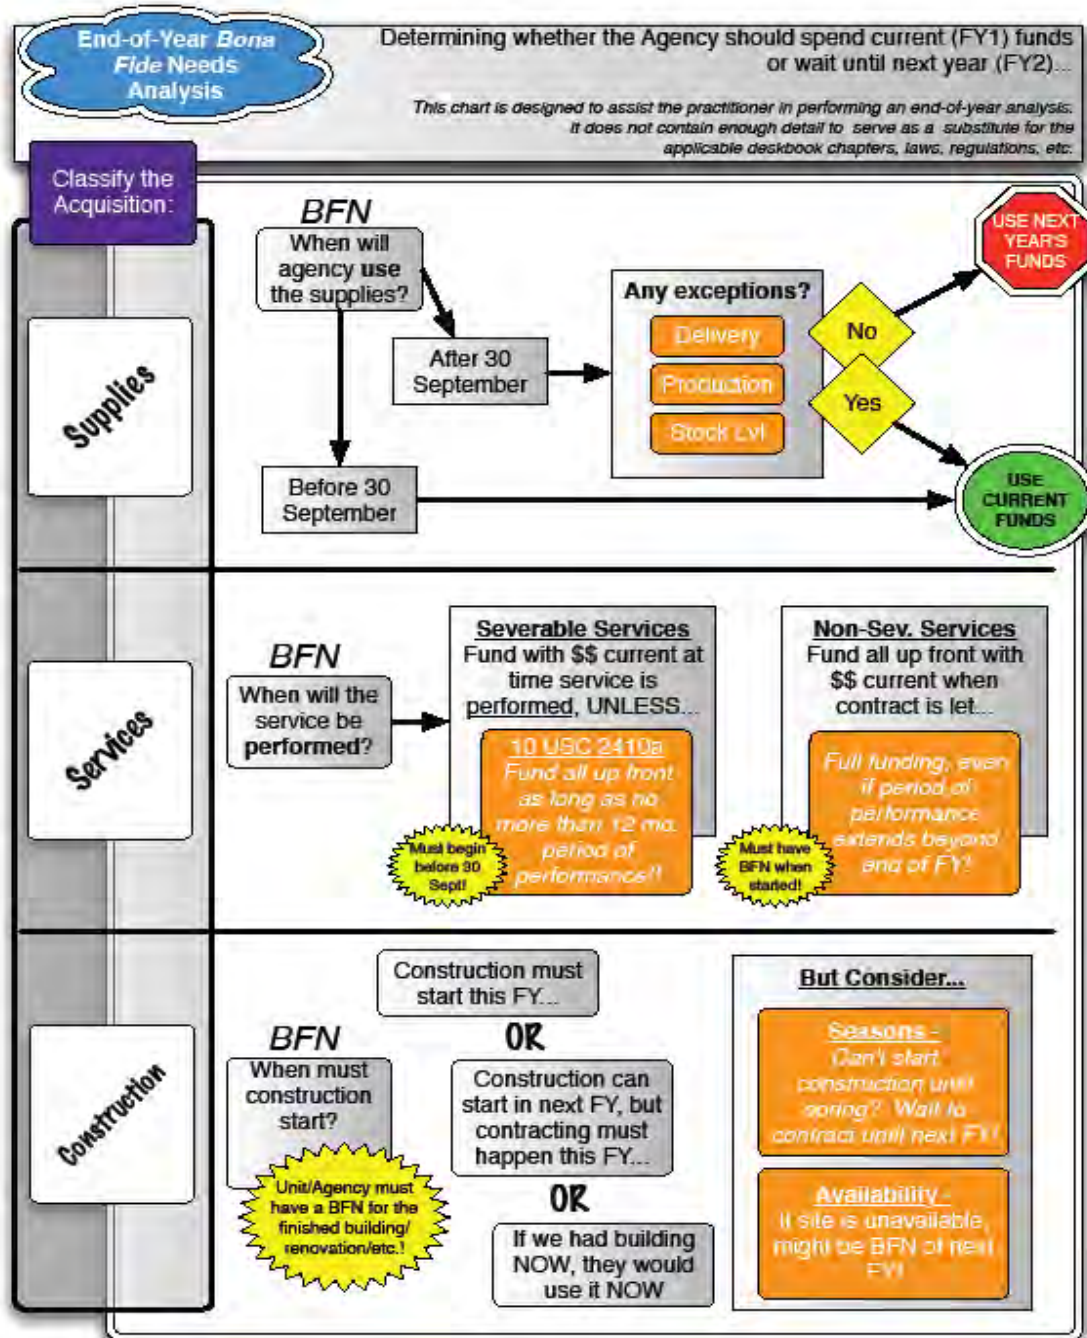 End-of-Year Bona
Fide Needs
Analysis
Determining whether the Agency should spend current (FY1) funds
or wait until next year (FY2)...
This chart is designed to assist the practitioner in performing an end-of-year analysis.
It does not contain enough detail to serve as a substitute for the
applicable deskbook chapters, laws, regulations, etc.
Classify the
Acquisition:
Supplies
BFN
When will
agency use
the supplies?
After 30
September
Before 30
September
Any exceptions?
Delivery
Production
Stock Lvl
No
Yes
USE NEXT
YEAR'S
FUNDS
USE
CURRENT
FUNDS
Services
BFN
When will the
service be
performed?
Severable Services
Fund with $$ current at
time service is
performed, UNLESS...
10 USC 2410a
Fund all up front
as long as no
more than 12 mo.
period of
performance!!
Must begin
before 30
Sept!
Non-Sev. Services
Fund all up front with
$$ current when
contract is let...
Full funding, even
if period of
performance
extends beyond
end of FY!
Must have
BFN when
started!
Construction
BFN
When must
construction
start?
Unit/Agency must
have a BFN for the
finished building/
renovation/etc.!
Construction must
start this FY...
OR
Construction can
start in next FY, but
contracting must
happen this FY...
OR
If we had building
NOW, they would
use it NOW
But Consider...
Seasons -
Can't start
construction until
spring? Wait to
contract until next FY!
Availability -
If site is unavailable,
might be BFN of next
FY!